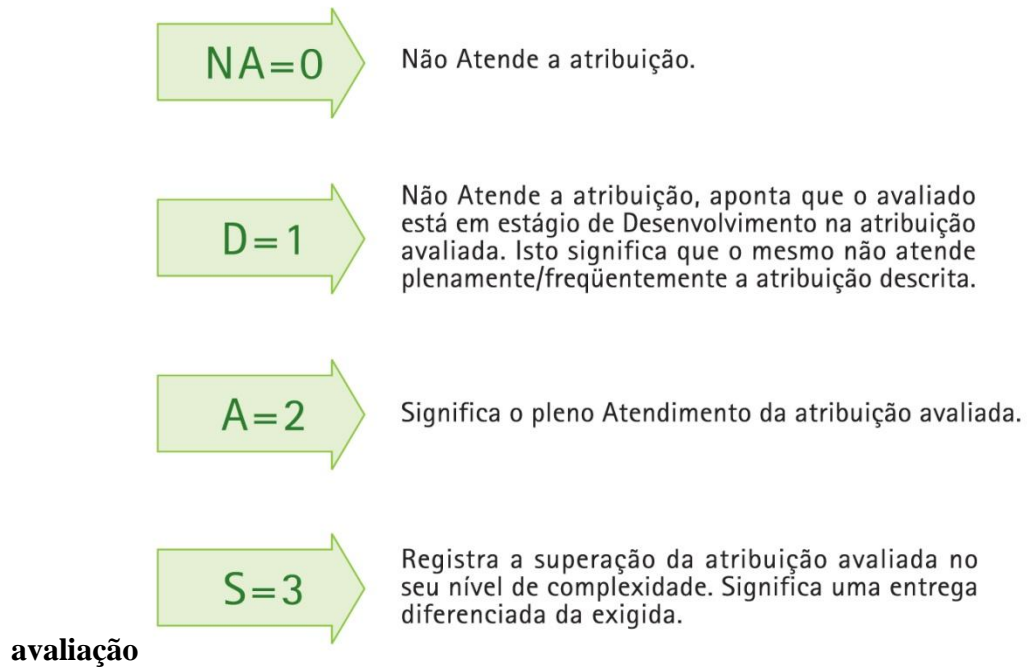 NA=0
Não Atende a atribuição.
D=1
Não Atende a atribuição, aponta que o avaliado
está em estágio de Desenvolvimento na atribuição
avaliada. Isto significa que o mesmo não atende
plenamente/freqüentemente a atribuição descrita.
A=2
Significa o pleno Atendimento da atribuição avaliada.
S=3
Registra a superação da atribuição avaliada no
seu nível de complexidade. Significa uma entrega
diferenciada da exigida.
avaliação